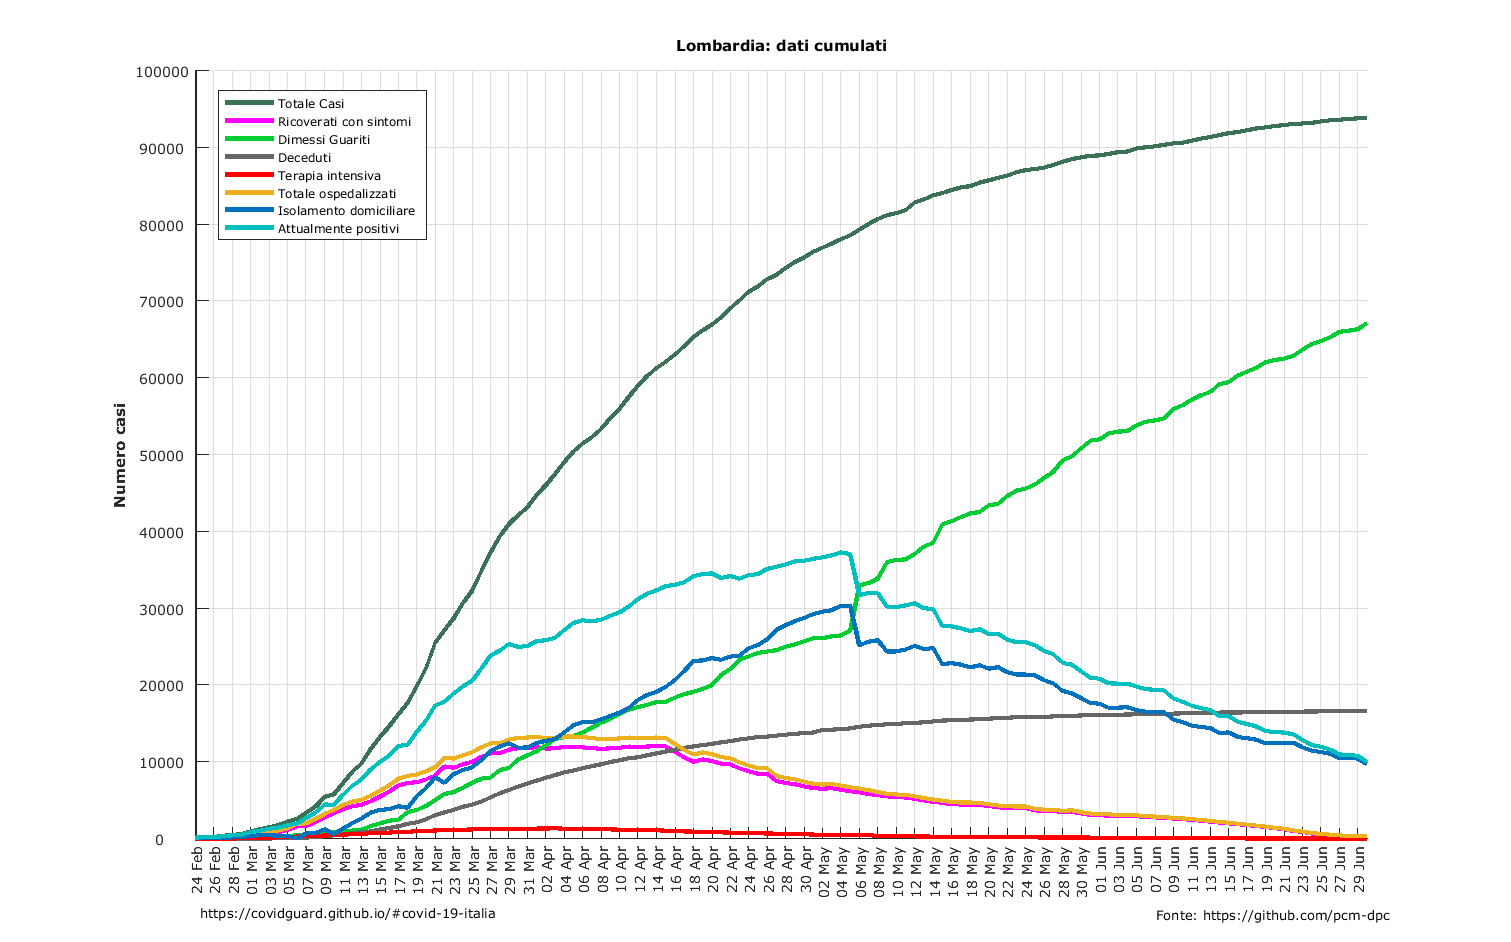 Lombardia: dati cumulati
100000
90000
80000
70000
60000
50000
40000
30000
20000
10000
0
Numero casi
Totale Casi
Ricoverati con sintomi
Dimessi Guariti
Deceduti
Terapia intensiva
Totale ospedalizzati
Isolamento domiciliare
Attualmente positivi
24 Feb
26 Feb
28 Feb
01 Mar
03 Mar
05 Mar
07 Mar
09 Mar
11 Mar
13 Mar
15 Mar
17 Mar
19 Mar
21 Mar
23 Mar
25 Mar
27 Mar
29 Mar
31 Mar
02 Apr
04 Apr
06 Apr
08 Apr
10 Apr
12 Apr
14 Apr
16 Apr
18 Apr
20 Apr
22 Apr
24 Apr
26 Apr
28 Apr
30 Apr
02 May
04 May
06 May
08 May
10 May
12 May
14 May
16 May
18 May
20 May
22 May
24 May
26 May
28 May
30 May
01 Jun
03 Jun
05 Jun
07 Jun
09 Jun
11 Jun
13 Jun
15 Jun
17 Jun
19 Jun
21 Jun
23 Jun
25 Jun
27 Jun
29 Jun
https://covidguard.github.io/#covid-19-italia
Fonte: https://github.com/pcm-dpc